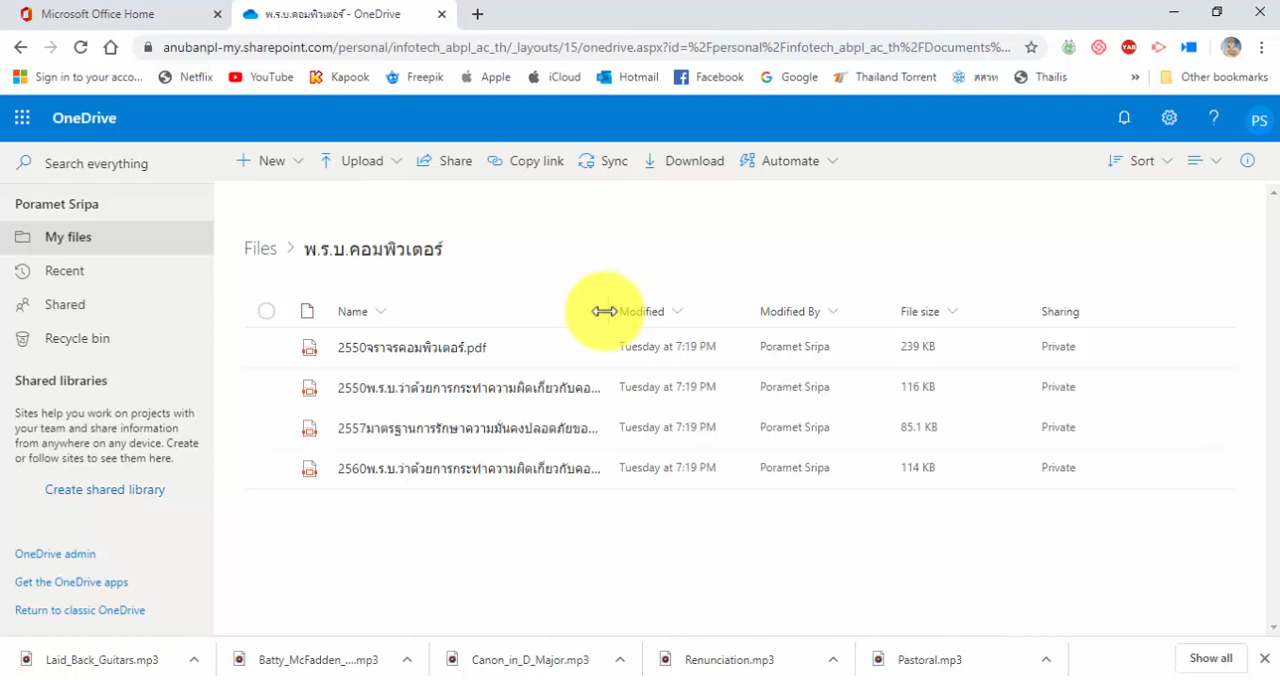 Microsoft Office Home
พ.ร.บ.คอมพิวเตอร์ - OneDrive
anubanpl-my.sharepoint.com/personal/infotech_abpl_ac_th/_layouts/15/onedrive.aspx?id=%2Fpersonal%2Finfotech_abpl_ac_th%2FDocuments%...
YAB
Sign in to your acco...
Netflix
YouTube
Kapook
Freepik
Apple
iCloud
Hotmail
Facebook
Google
Thailand Torrent
สสวท
Thailis
»
Other bookmarks
OneDrive
PS
Search everything
New
Upload
Share
Copy link
Sync
Download
Automate
Sort
Poramet Sripa
My files
Recent
Shared
Recycle bin
Shared libraries
Sites help you work on projects with
your team and share information
from anywhere on any device. Create
or follow sites to see them here.
Create shared library
OneDrive admin
Get the OneDrive apps
Return to classic OneDrive
Files > พ.ร.บ.คอมพิวเตอร์
Name Modified Modified By File size Sharing
2550จราจรคอมพิวเตอร์.pdf Tuesday at 7:19 PM Poramet Sripa 239 KB Private
2550พ.ร.บ.ว่าด้วยการกระทำความผิดเกี่ยวกับคอ... Tuesday at 7:19 PM Poramet Sripa 116 KB Private
2557มาตรฐานการรักษาความมั่นคงปลอดภัยขอ... Tuesday at 7:19 PM Poramet Sripa 85.1 KB Private
2560พ.ร.บ.ว่าด้วยการกระทำความผิดเกี่ยวกับคอ... Tuesday at 7:19 PM Poramet Sripa 114 KB Private
Laid_Back_Guitars.mp3
Batty_McFadden_....mp3
Canon_in_D_Major.mp3
Renunciation.mp3
Pastoral.mp3
Show all